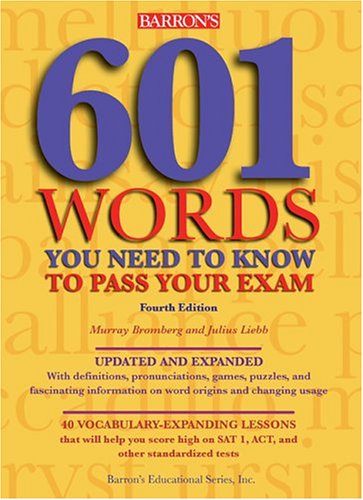 BARRON'S
601
WORDS
YOU NEED TO KNOW
TO PASS YOUR EXAM
Fourth Edition
Murray Bromberg and Julius Liebb
UPDATED AND EXPANDED
With definitions, pronunciations, games, puzzles, and
fascinating information on word origins and changing usage
40 VOCABULARY-EXPANDING LESSONS
that will help you score high on SAT 1, ACT, and
other standardized tests
Barron's Educational Series, Inc.